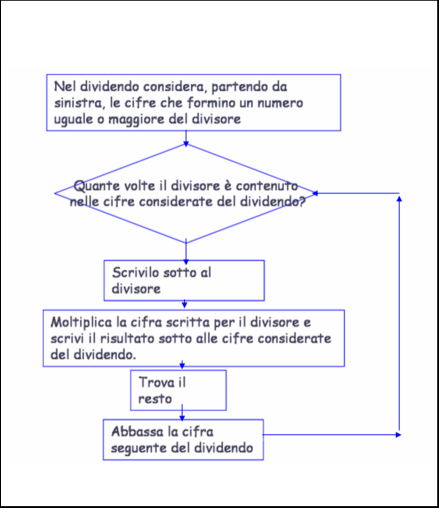 Nel dividendo considera, partendo da
sinistra, le cifre che formino un numero
uguale o maggiore del divisore
Quante volte il divisore è contenuto
nelle cifre considerate del dividendo?
Scrivilo sotto al
divisore
Moltiplica la cifra scritta per il divisore e
scrivi il risultato sotto alle cifre considerate
del dividendo.
Trova il
resto
Abbassa la cifra
seguente del dividendo